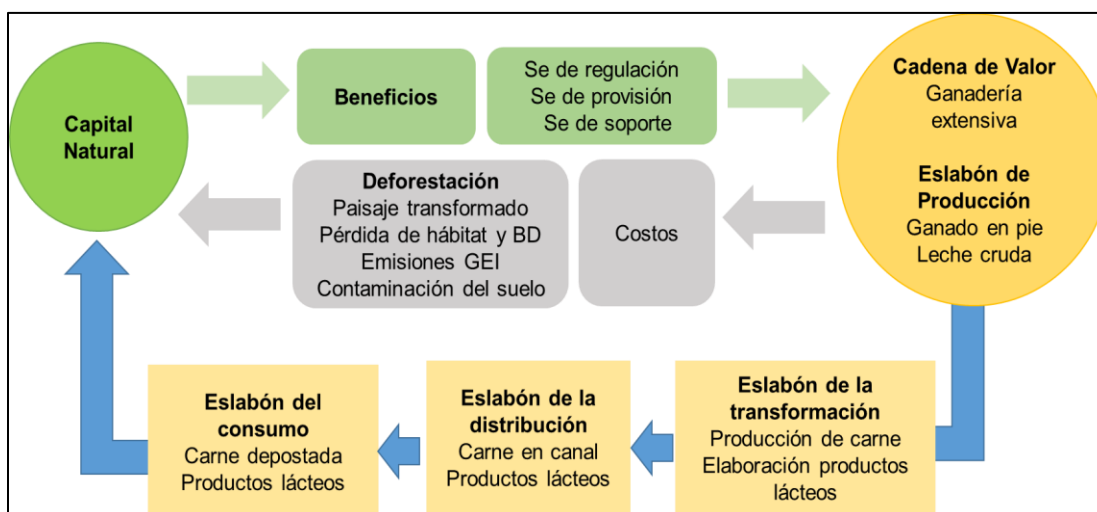 Capital
Natural
Beneficios
Se de regulación
Se de provisión
Se de soporte
Cadena de Valor
Ganadería
extensiva
Eslabón de
Producción
Ganado en pie
Leche cruda
Deforestación
Paisaje transformado
Pérdida de hábitat y BD
Emisiones GEI
Contaminación del suelo
Costos
Eslabón del
consumo
Carne depostada
Productos lácteos
Eslabón de la
distribución
Carne en canal
Productos lácteos
Eslabón de la
transformación
Producción de carne
Elaboración productos
lácteos